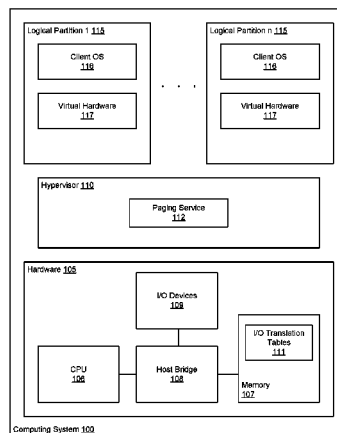 Logical Partition 1 115
Client OS
116
Virtual Hardware
117
. . .
Logical Partition n 115
Client OS
116
Virtual Hardware
117
Hypervisor 110
Paging Service
112
Hardware 105
I/O Devices
109
CPU
106
Host Bridge
108
I/O Translation
Tables
111
Memory
107
Computing System 100